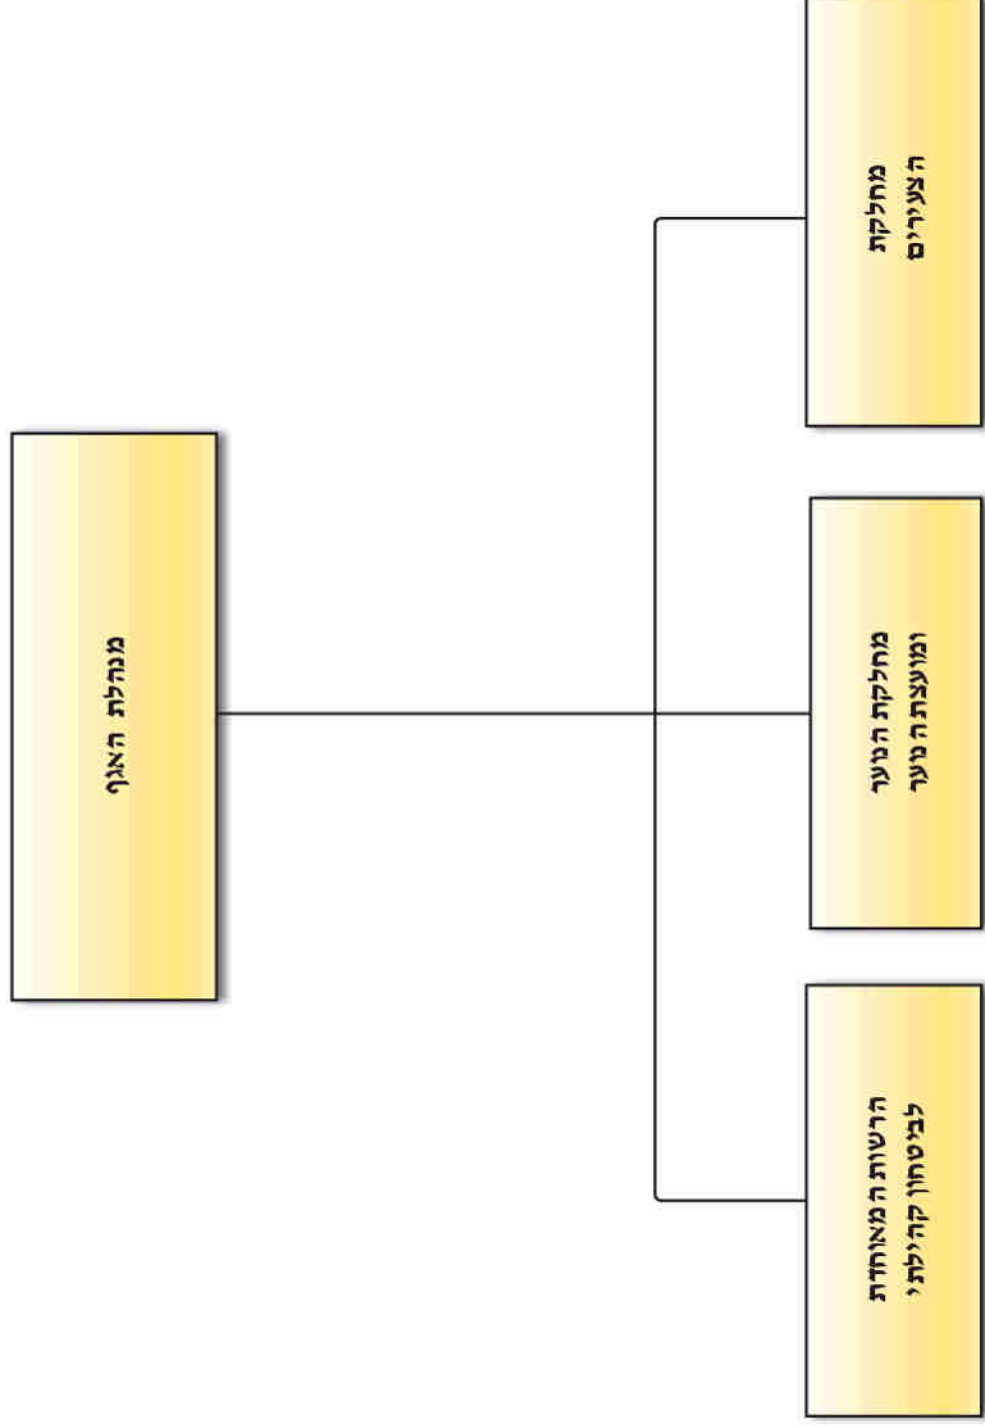 מנהלת האגף
מחלקת
הצעירים
מחלקת הנוער
ומועצת הנוער
הרשות המאוחדת
לביטחון קהילתי